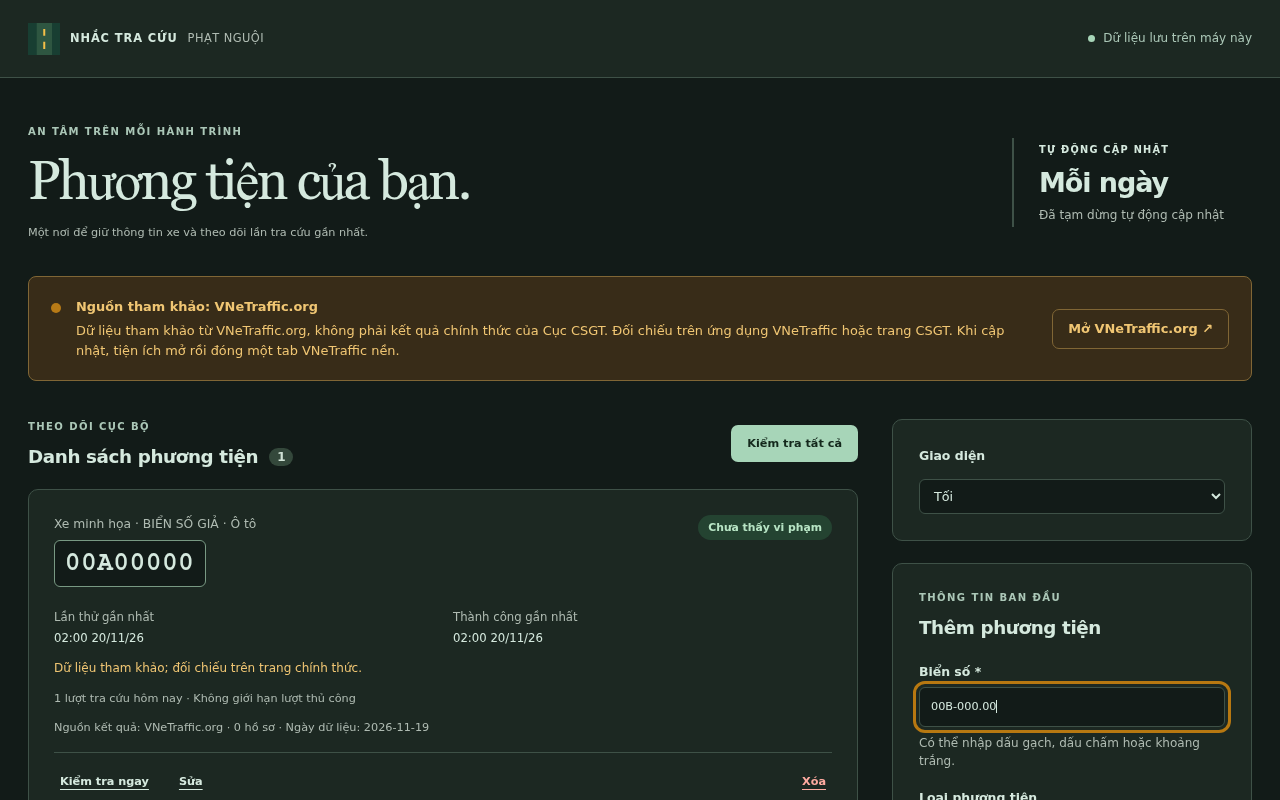 NHẮC TRA CỨU PHẠT NGUỘI
Dữ liệu lưu trên máy này
AN TÂM TRÊN MỖI HÀNH TRÌNH
Phương tiện của bạn.
Một nơi để giữ thông tin xe và theo dõi lần tra cứu gần nhất.
TỰ ĐỘNG CẬP NHẬT
Mỗi ngày
Đã tạm dừng tự động cập nhật
Nguồn tham khảo: VNeTraffic.org
Dữ liệu tham khảo từ VNeTraffic.org, không phải kết quả chính thức của Cục CSGT. Đối chiếu trên ứng dụng VNeTraffic hoặc trang CSGT. Khi cập
nhật, tiện ích mở rồi đóng một tab VNeTraffic nền.
Mở VNeTraffic.org ↗
THEO DÕI CỤC BỘ
Danh sách phương tiện 1
Kiểm tra tất cả
Xe minh họa · BIỂN SỐ GIẢ · Ô tô
Chưa thấy vi phạm
00A00000
Lần thử gần nhất
02:00 20/11/26
Thành công gần nhất
02:00 20/11/26
Dữ liệu tham khảo; đối chiếu trên trang chính thức.
1 lượt tra cứu hôm nay · Không giới hạn lượt thủ công
Nguồn kết quả: VNeTraffic.org · 0 hồ sơ · Ngày dữ liệu: 2026-11-19
Kiểm tra ngay
Sửa
Xóa
Giao diện
Tối
THÔNG TIN BAN ĐẦU
Thêm phương tiện
Biển số *
00B-000.00
Có thể nhập dấu gạch, dấu chấm hoặc khoảng
trắng.
Loại phương tiện